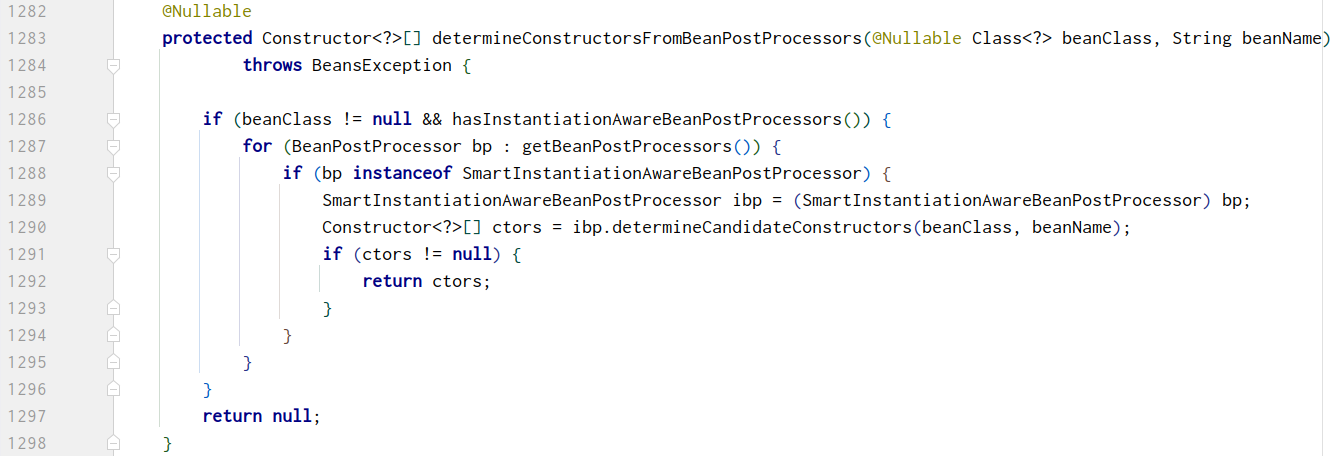 1282 @Nullable
1283 protected Constructor<?>[] determineConstructorsFromBeanPostProcessors(@Nullable Class<?> beanClass, String beanName)
1284 throws BeansException {
1285
1286 if (beanClass != null && hasInstantiationAwareBeanPostProcessors()) {
1287 for (BeanPostProcessor bp : getBeanPostProcessors()) {
1288 if (bp instanceof SmartInstantiationAwareBeanPostProcessor) {
1289 SmartInstantiationAwareBeanPostProcessor ibp = (SmartInstantiationAwareBeanPostProcessor) bp;
1290 Constructor<?>[] ctors = ibp.determineCandidateConstructors(beanClass, beanName);
1291 if (ctors != null) {
1292 return ctors;
1293 }
1294 }
1295 }
1296 }
1297 return null;
1298 }